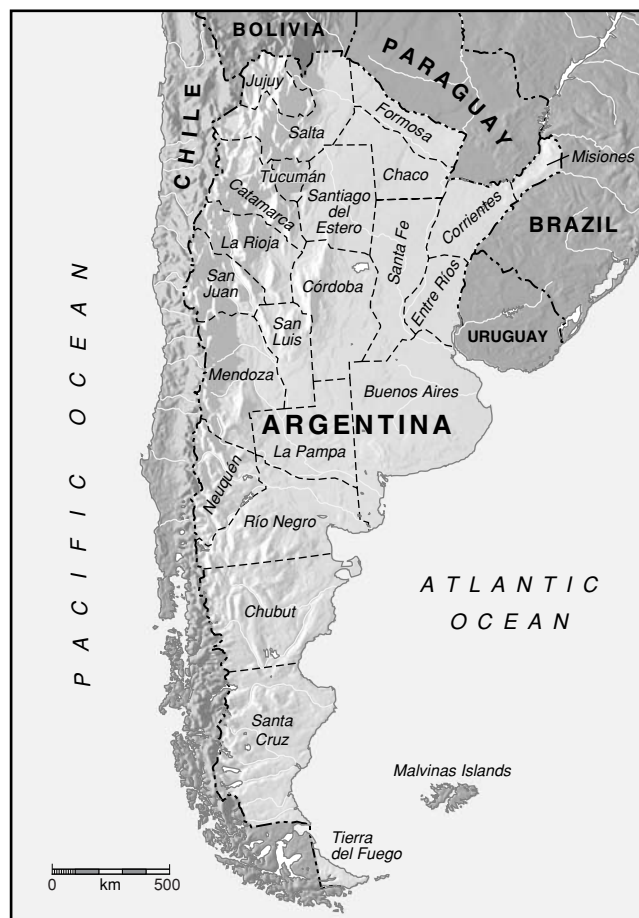 BOLIVIA
PARAGUAY
CHILE
Jujuy
Formosa
Salta
Misiones
Tucumán
Chaco
Catamarca
Santiago
del
Estero
Corrientes
BRAZIL
La Rioja
Santa Fe
San
Juan
Córdoba
Entre Ríos
San
Luis
URUGUAY
Mendoza
Buenos Aires
ARGENTINA
La Pampa
Neuquén
Río Negro
PACIFIC OCEAN
ATLANTIC
OCEAN
Chubut
Santa
Cruz
Malvinas Islands
Tierra
del Fuego
0 km 500